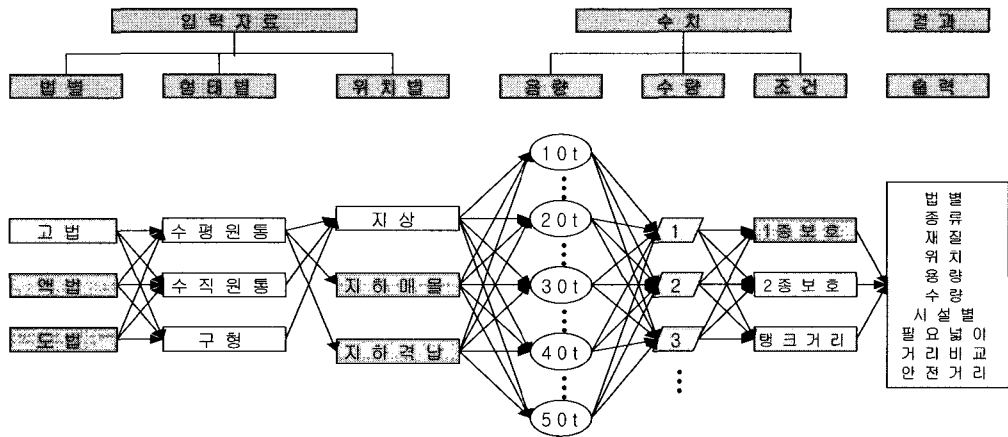 입력자료
수치
결과
법별
형태별
위치별
용량
수량
조건
출력
10t
20t
30t
40t
50t
고법
액법
도법
수평원통
수직원통
구형
지상
지하매몰
지하격납
1
2
3
1종보호
2종보호
탱크거리
법별
종류
재질
위치
용량
수량
시설별
필요넓이
거리비교
안전거리